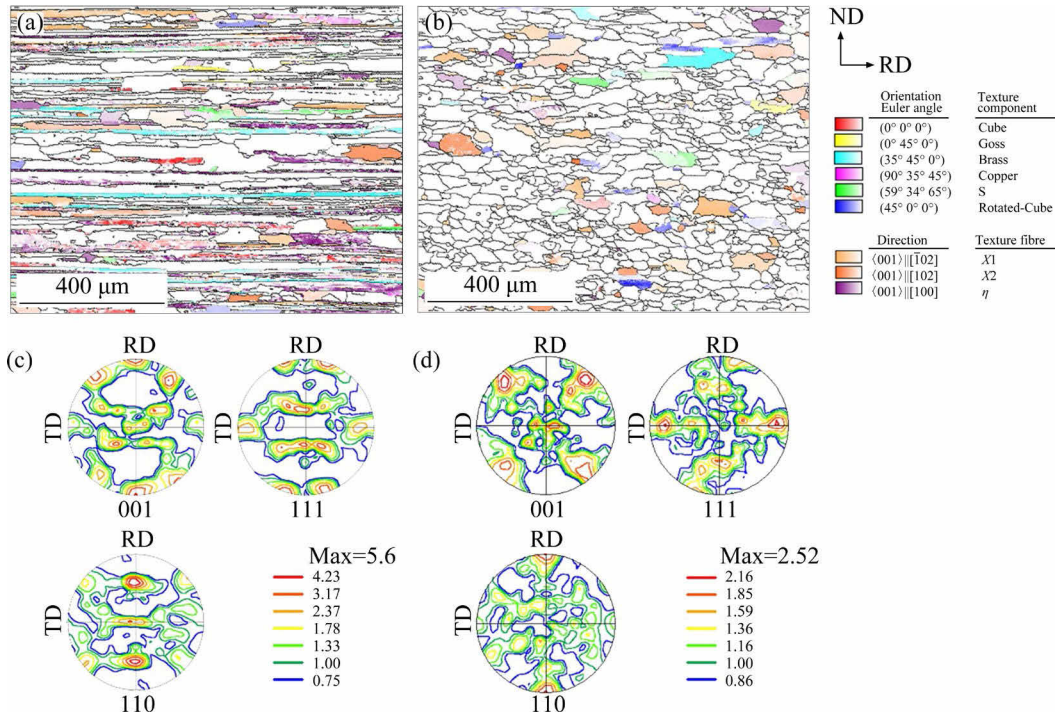 (a)
400 μm
(b)
400 μm
ND
RD
Orientation Texture
Euler angle component
(0° 0° 0°) Cube
(0° 45° 0°) Goss
(35° 45° 0°) Brass
(90° 35° 45°) Copper
(59° 34° 65°) S
(45° 0° 0°) Rotated-Cube
Direction Texture fibre
⟨001⟩||[1̄02] X1
⟨001⟩||[102] X2
⟨001⟩||[100] η
(c)
RD
TD
001
RD
TD
111
RD
TD
110
Max=5.6
4.23
3.17
2.37
1.78
1.33
1.00
0.75
(d)
RD
TD
001
RD
TD
111
RD
TD
110
Max=2.52
2.16
1.85
1.59
1.36
1.16
1.00
0.86